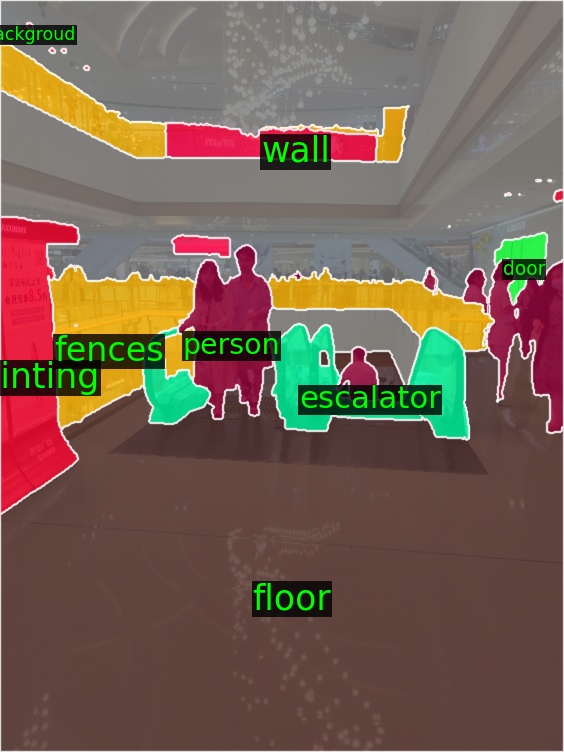 ackgroud
wall
door
fences
person
inting
escalator
floor